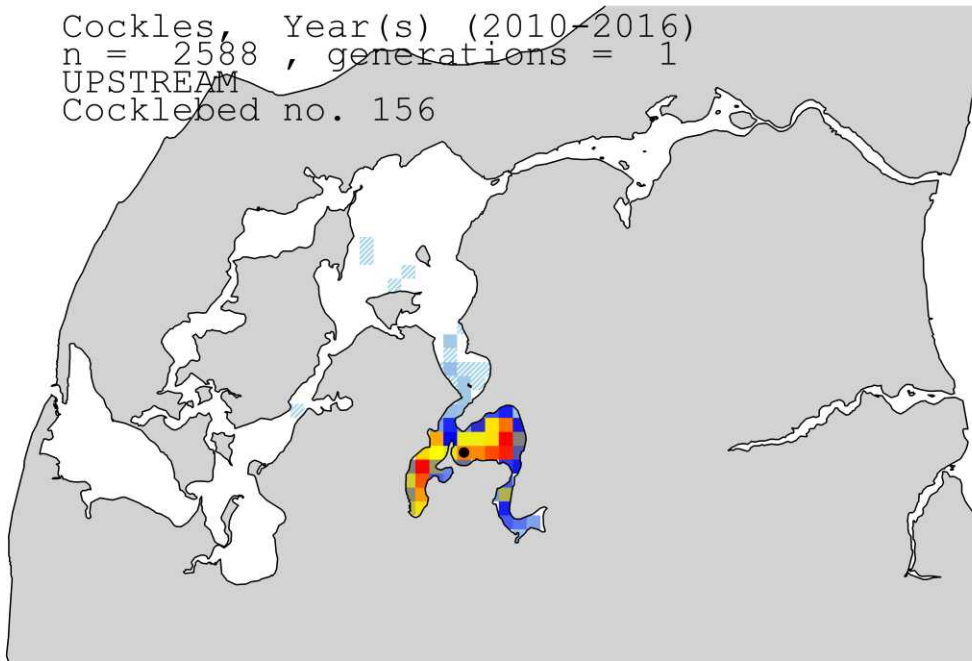 Cockles, Year(s) (2010-2016)
n = 2588 , generations = 1
UPSTREAM
Cocklebed no. 156